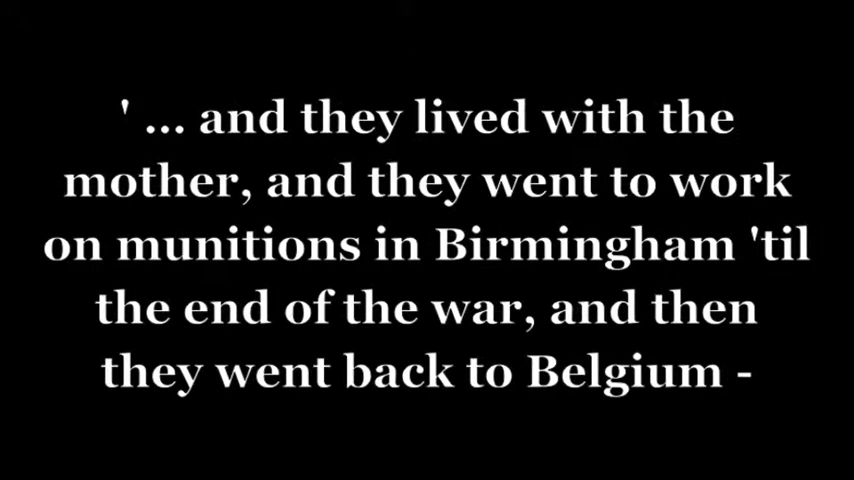 ' ... and they lived with the
mother, and they went to work
on munitions in Birmingham 'til
the end of the war, and then
they went back to Belgium -